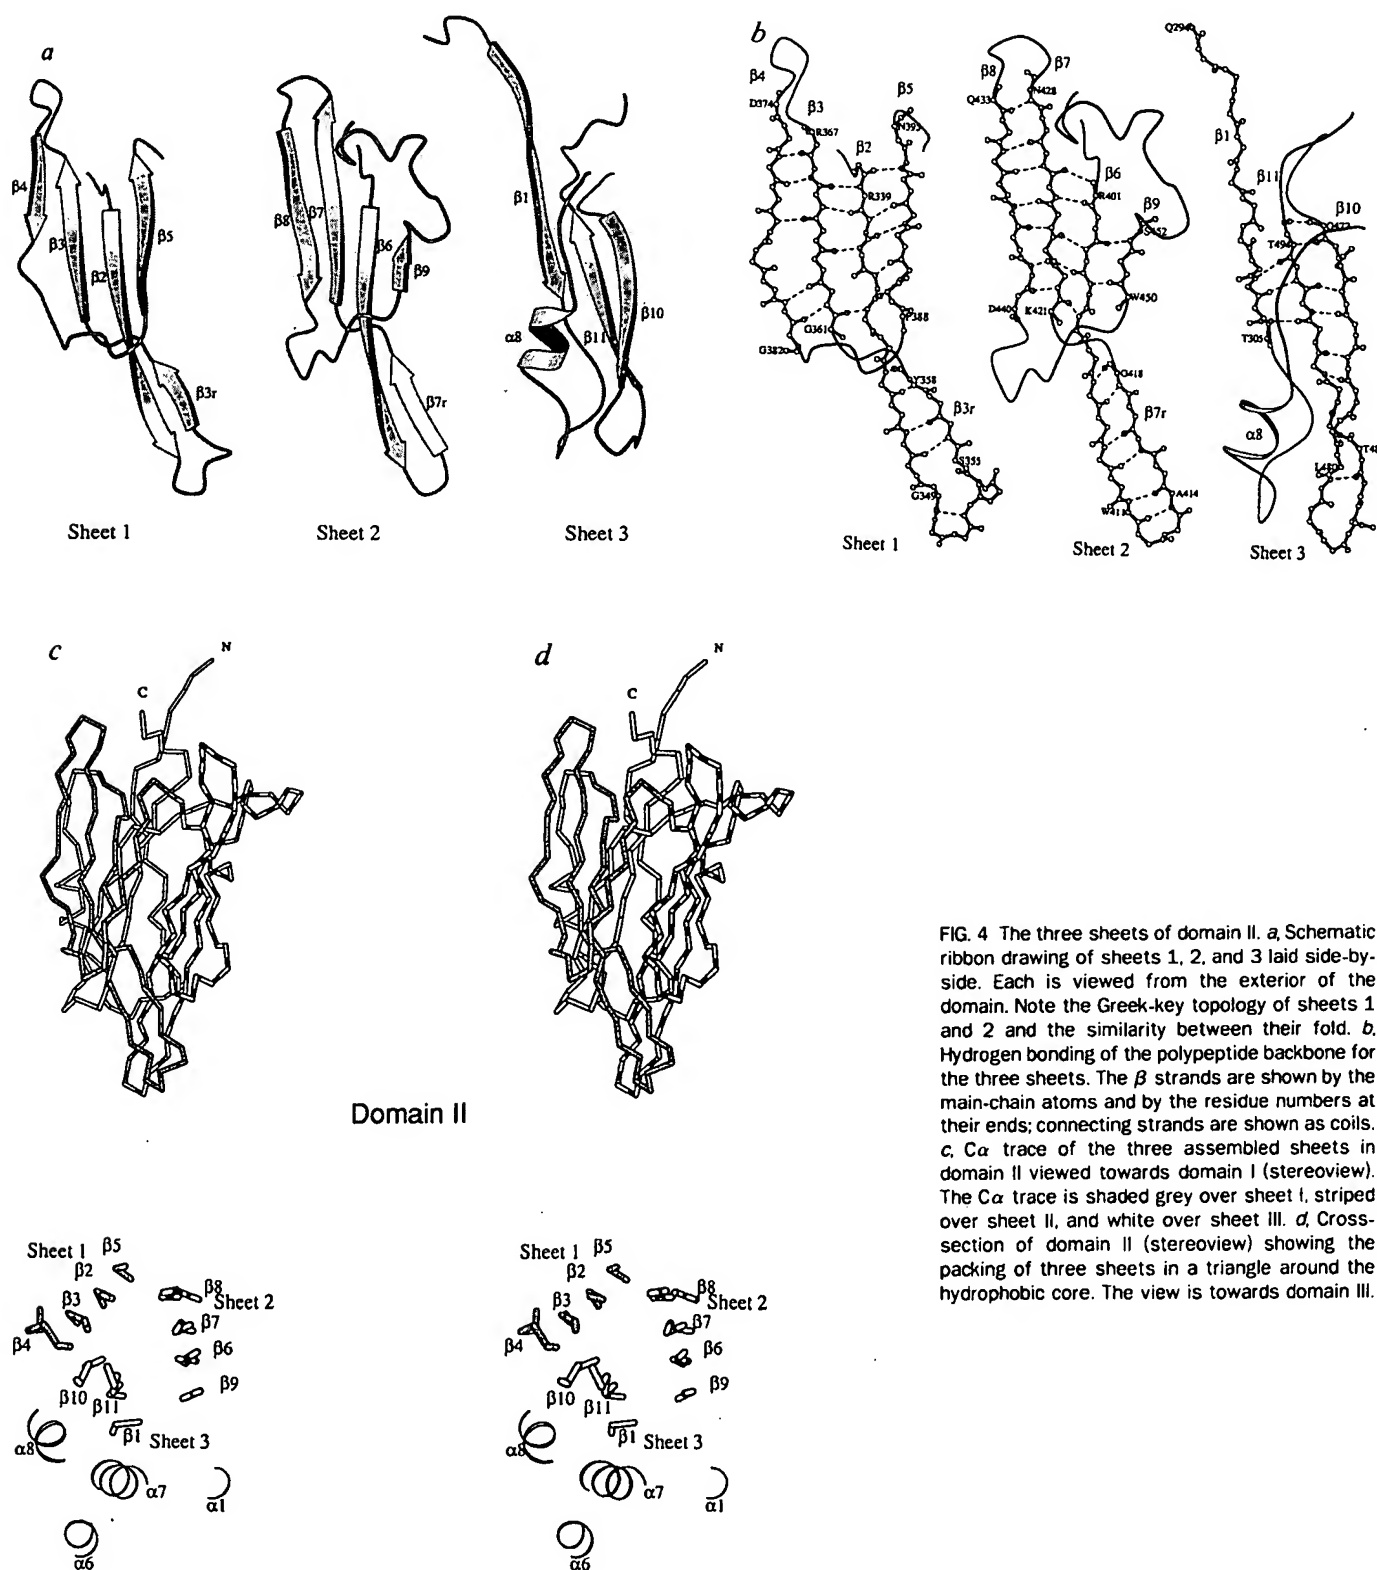 a
β4
β3
β2
β5
β3r
Sheet 1
β8
β7
β6
β9
β7r
Sheet 2
β1
α8
β11
β10
Sheet 3
b
β4
D374
β3
R367
β5
N395
β2
R339
P388
G361
G382
Y358
β3r
S355
G349
Sheet 1
β8
β7
Q433
N428
β6
R401
β9
S452
W450
D440
K421
β7r
A414
W411
Sheet 2
Q294
β1
β11
β10
T494
T305
α8
Sheet 3
c
N
C
d
N
C
Domain II
Sheet 1
β5
β2
β3
β4
β8
Sheet 2
β7
β6
β9
β10
β11
β1
Sheet 3
α8
α7
α1
α6
Sheet 1
β5
β2
β3
β4
β8
Sheet 2
β7
β6
β9
β10
β11
β1
Sheet 3
α8
α7
α1
α6
FIG. 4 The three sheets of domain II. a, Schematic
ribbon drawing of sheets 1, 2, and 3 laid side-by-
side. Each is viewed from the exterior of the
domain. Note the Greek-key topology of sheets 1
and 2 and the similarity between their fold. b,
Hydrogen bonding of the polypeptide backbone for
the three sheets. The β strands are shown by the
main-chain atoms and by the residue numbers at
their ends; connecting strands are shown as coils.
c, Cα trace of the three assembled sheets in
domain II viewed towards domain I (stereoview).
The Cα trace is shaded grey over sheet I, striped
over sheet II, and white over sheet III. d, Cross-
section of domain II (stereoview) showing the
packing of three sheets in a triangle around the
hydrophobic core. The view is towards domain III.